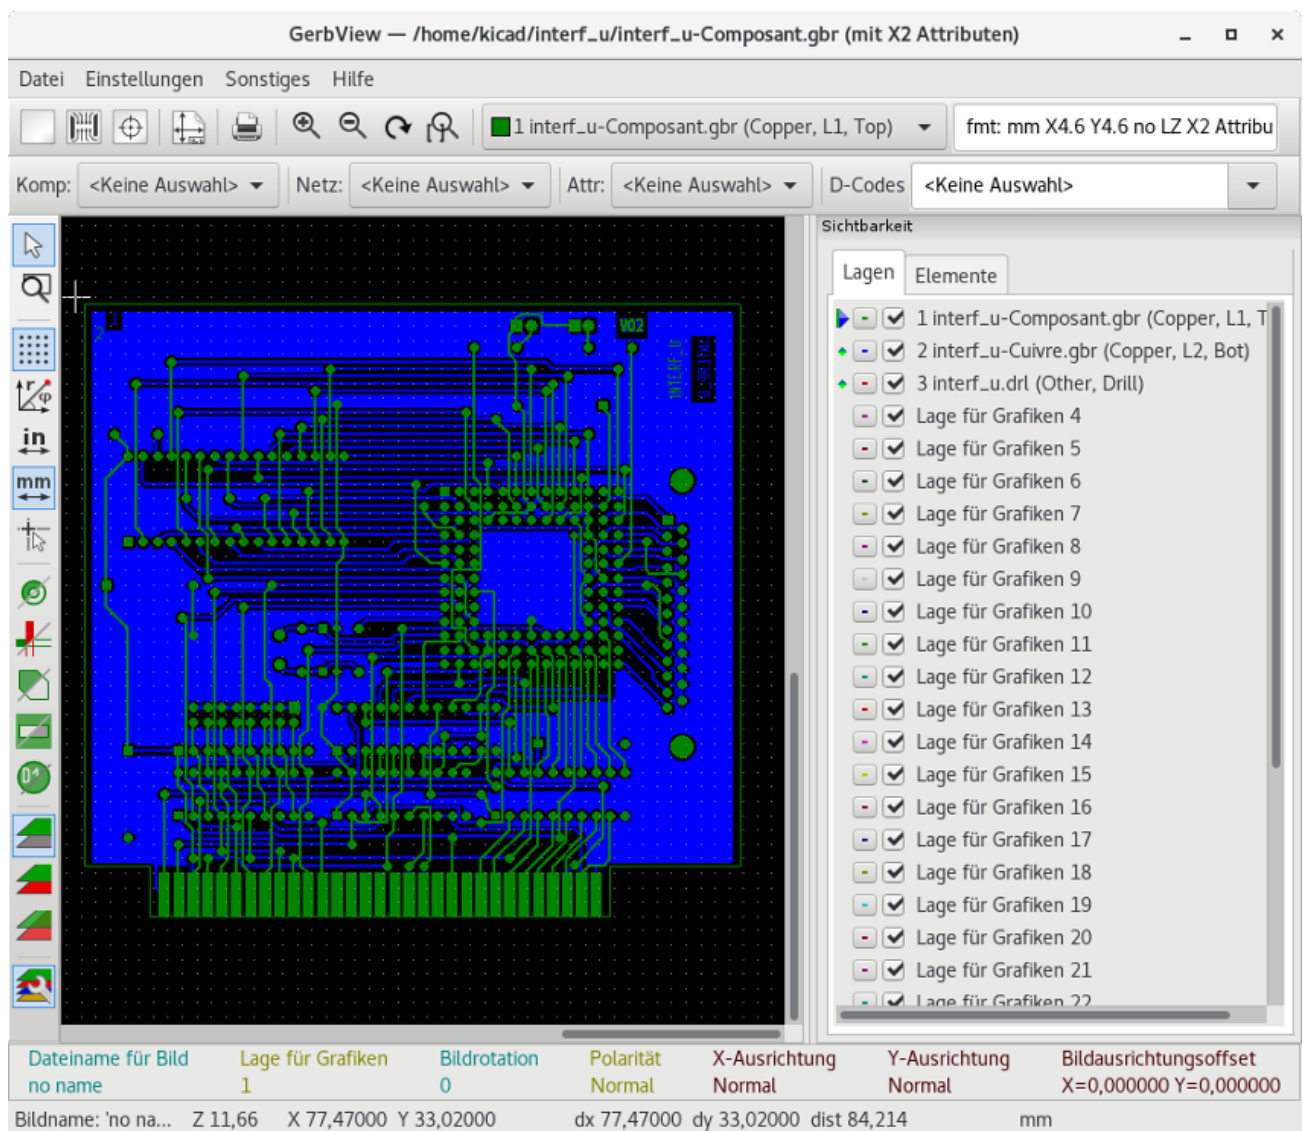 GerbView — /home/kicad/interf_u/interf_u-Composant.gbr (mit X2 Attributen)
Datei Einstellungen Sonstiges Hilfe
1 interf_u-Composant.gbr (Copper, L1, Top) fmt: mm X4.6 Y4.6 no LZ X2 Attribu
Komp: <Keine Auswahl> Netz: <Keine Auswahl> Attr: <Keine Auswahl> D-Codes <Keine Auswahl>
Sichtbarkeit
Lagen Elemente
1 interf_u-Composant.gbr (Copper, L1, T
2 interf_u-Cuivre.gbr (Copper, L2, Bot)
3 interf_u.drl (Other, Drill)
Lage für Grafiken 4
Lage für Grafiken 5
Lage für Grafiken 6
Lage für Grafiken 7
Lage für Grafiken 8
Lage für Grafiken 9
Lage für Grafiken 10
Lage für Grafiken 11
Lage für Grafiken 12
Lage für Grafiken 13
Lage für Grafiken 14
Lage für Grafiken 15
Lage für Grafiken 16
Lage für Grafiken 17
Lage für Grafiken 18
Lage für Grafiken 19
Lage für Grafiken 20
Lage für Grafiken 21
Lage für Grafiken 22
in
mm
2
V02
INTERF_U
Dateiname für Bild Lage für Grafiken Bildrotation Polarität X-Ausrichtung Y-Ausrichtung Bildausrichtungsoffset
no name 1 0 Normal Normal Normal X=0,000000 Y=0,000000
Bildname: 'no na... Z 11,66 X 77,47000 Y 33,02000 dx 77,47000 dy 33,02000 dist 84,214 mm